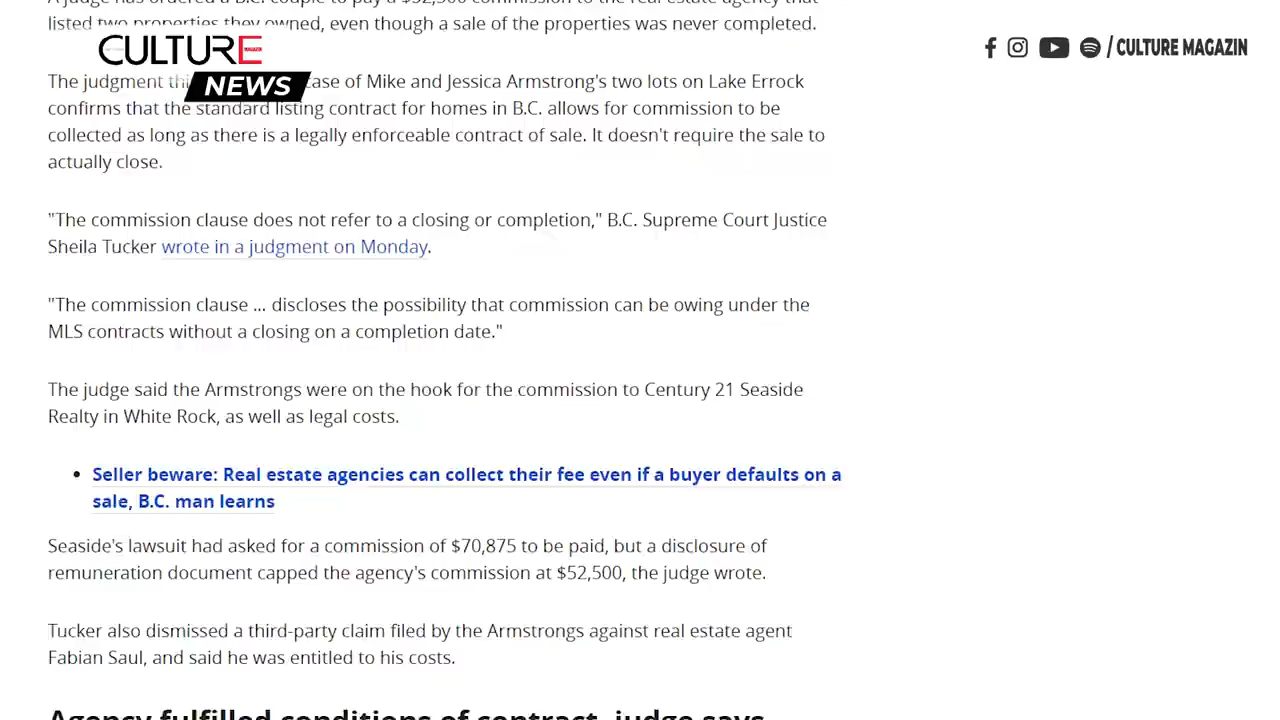 listed two properties they owned, even though a sale of the properties was never completed.
CULTURE
NEWS
/ CULTURE MAGAZIN
The judgment case of Mike and Jessica Armstrong's two lots on Lake Errock
confirms that the standard listing contract for homes in B.C. allows for commission to be
collected as long as there is a legally enforceable contract of sale. It doesn't require the sale to
actually close.
"The commission clause does not refer to a closing or completion," B.C. Supreme Court Justice
Sheila Tucker wrote in a judgment on Monday.
"The commission clause ... discloses the possibility that commission can be owing under the
MLS contracts without a closing on a completion date."
The judge said the Armstrongs were on the hook for the commission to Century 21 Seaside
Realty in White Rock, as well as legal costs.
• Seller beware: Real estate agencies can collect their fee even if a buyer defaults on a
sale, B.C. man learns
Seaside's lawsuit had asked for a commission of $70,875 to be paid, but a disclosure of
remuneration document capped the agency's commission at $52,500, the judge wrote.
Tucker also dismissed a third-party claim filed by the Armstrongs against real estate agent
Fabian Saul, and said he was entitled to his costs.
Agency fulfilled conditions of contract, judge says